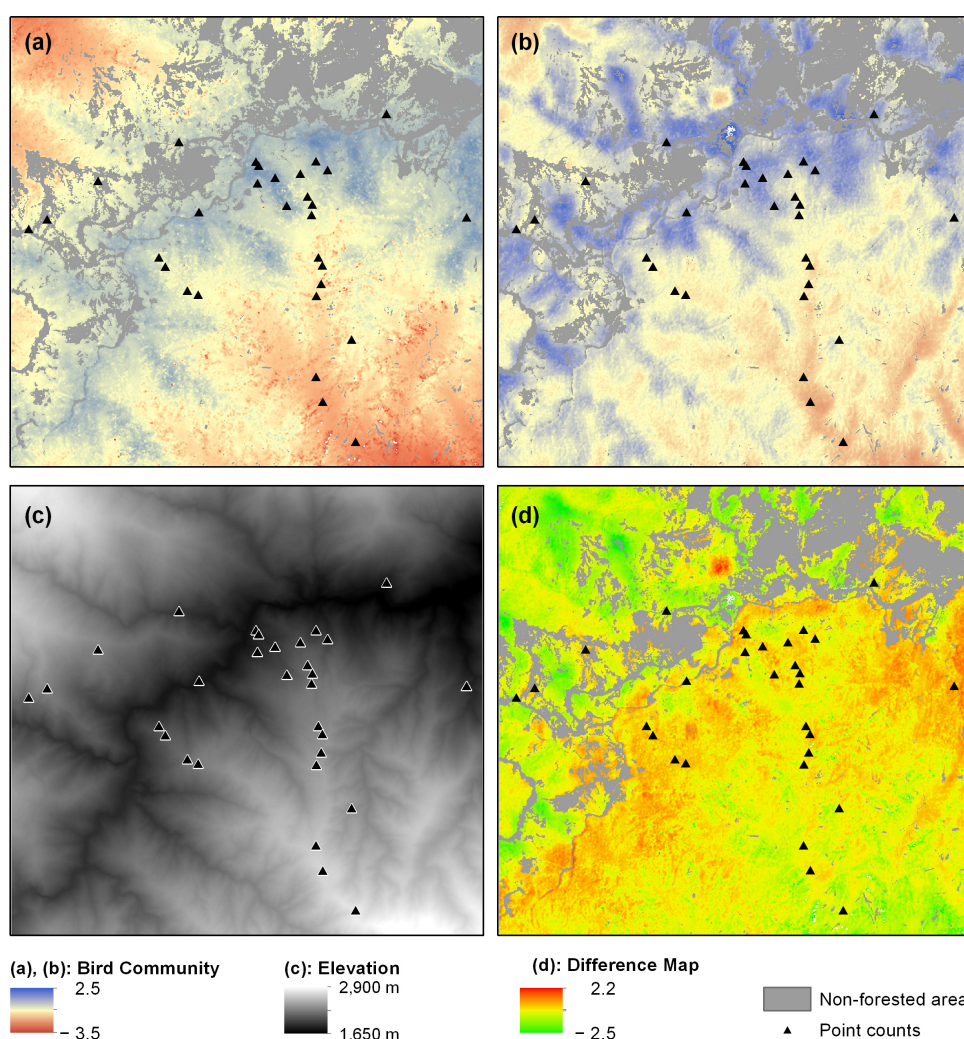 (a)
(b)
(c)
(d)
(a), (b): Bird Community
2.5
– 3.5
(c): Elevation
2,900 m
1,650 m
(d): Difference Map
2.2
– 2.5
Non-forested area
Point counts